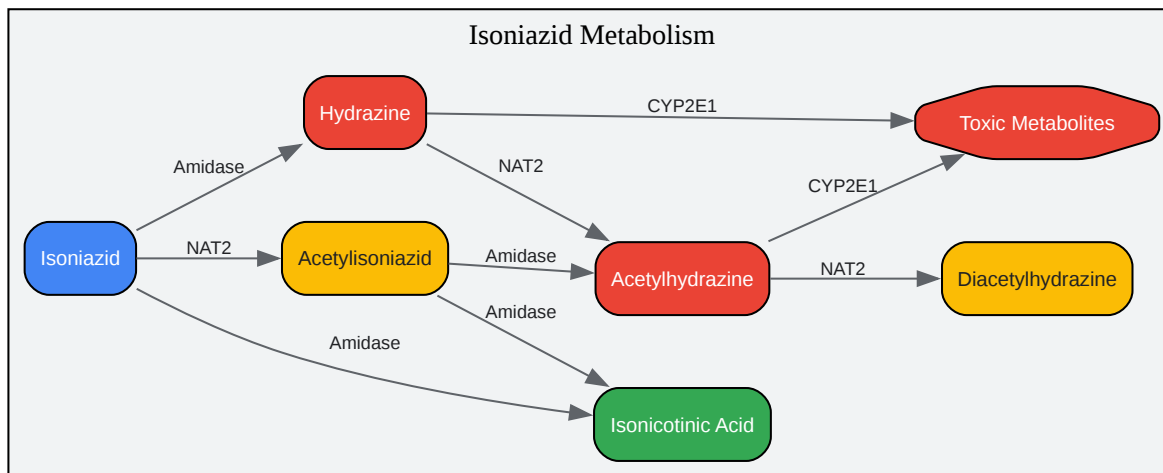 Isoniazid Metabolism
Hydrazine
CYP2E1
Toxic Metabolites
Amidase
NAT2
CYP2E1
Isoniazid
NAT2
Acetylisoniazid
Amidase
Acetylhydrazine
NAT2
Diacetylhydrazine
Amidase
Amidase
Isonicotinic Acid